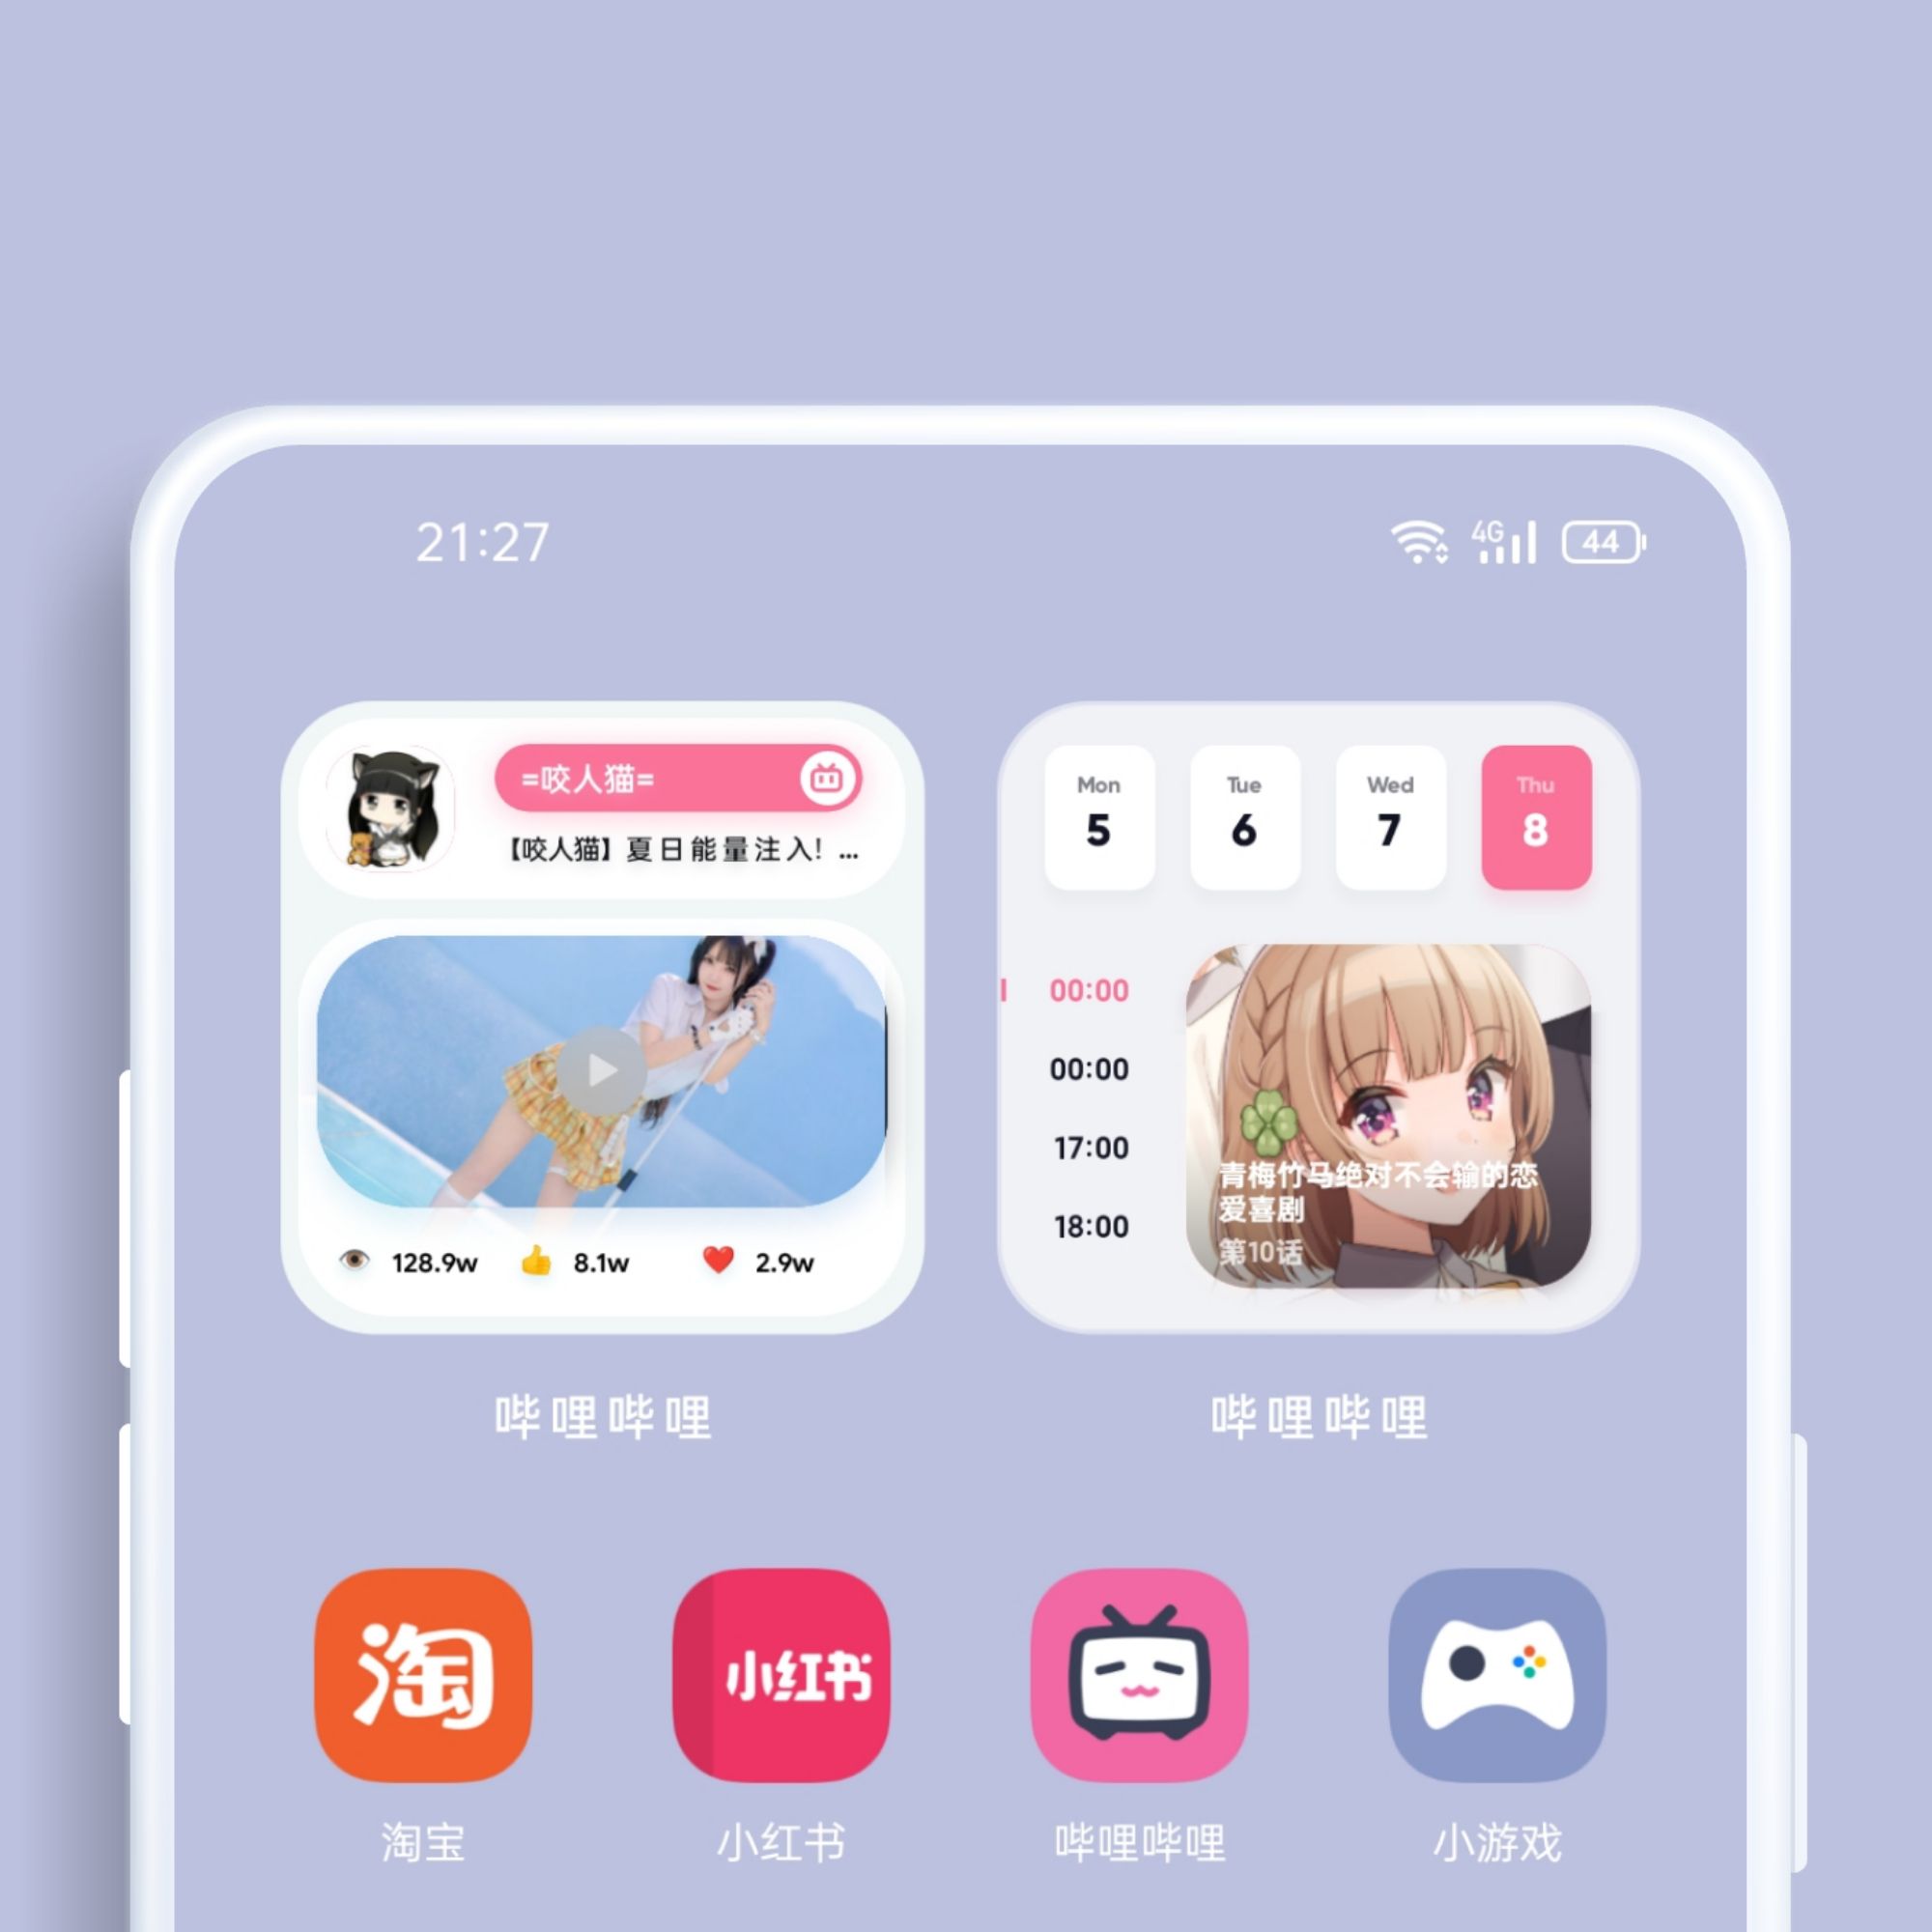 21:27
4G
44
=咬人猫=
【咬人猫】夏日能量注入！...
128.9w
8.1w
2.9w
哔哩哔哩
Mon
5
Tue
6
Wed
7
Thu
8
00:00
00:00
17:00
18:00
青梅竹马绝对不会输的恋
爱喜剧
第10话
哔哩哔哩
淘
小红书
淘宝
小红书
哔哩哔哩
小游戏